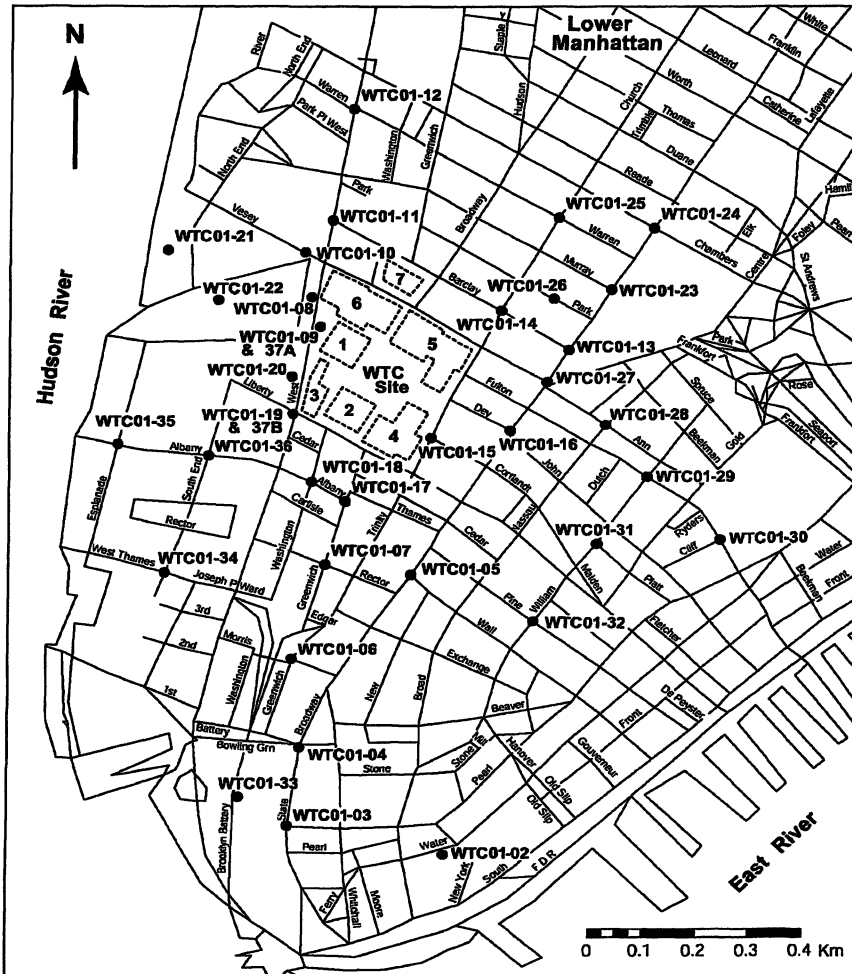 N
Lower
Manhattan
White
Franklin
Leonard
Worth
Lafayette
Catherine
Staple
Hudson
Church
Trimble
Thomas
Duane
Reade
River
North End
Warren
Park Pl West
WTC01-12
Washington
Greenwich
North End
Park
Broadway
WTC01-25
Warren
WTC01-24
Elk
Chambers
Centre
Foley
Pearl
St Andrews
Vesey
WTC01-21
WTC01-11
WTC01-10
Murray
WTC01-26
Park
WTC01-23
Barclay
WTC01-22
WTC01-08
7
6
WTC01-14
WTC01-09
& 37A
1
5
WTC01-13
Park
Frankfort
Hudson River
WTC01-20
WTC
Site
Fulton
WTC01-27
Rose
Spruce
Liberty
West
3
2
4
Dey
WTC01-28
Beekman
Gold
Frankfort
WTC01-19
& 37B
WTC01-35
WTC01-36
Albany
South End
Cedar
WTC01-15
WTC01-16
John
Ann
Dutch
WTC01-29
WTC01-18
Albany
WTC01-17
Cortlandt
Nassau
Carlisle
Trinity
Thames
Esplanade
Rector
Washington
WTC01-31
Ryders
Cliff
WTC01-30
Water
Front
Beekman
West Thames
WTC01-34
Joseph P Ward
WTC01-07
Greenwich
Rector
WTC01-05
Cedar
Pine
William
Maiden
Platt
3rd
2nd
1st
Edgar
Morris
WTC01-06
Wall
WTC01-32
Fletcher
Exchange
New
Broad
Washington
Greenwich
Broadway
Beaver
Front
De Peyster
Battery
Bowling Grn
WTC01-04
Stone
Stone
Mill
Hanover
Pearl
Gouverneur
Old Slip
Old Slip
WTC01-33
State
WTC01-03
Brooklyn Battery
Pearl
Water
WTC01-02
New York
South
F D R
East River
Ferry
Whitehall
Moore
0 0.1 0.2 0.3 0.4 Km